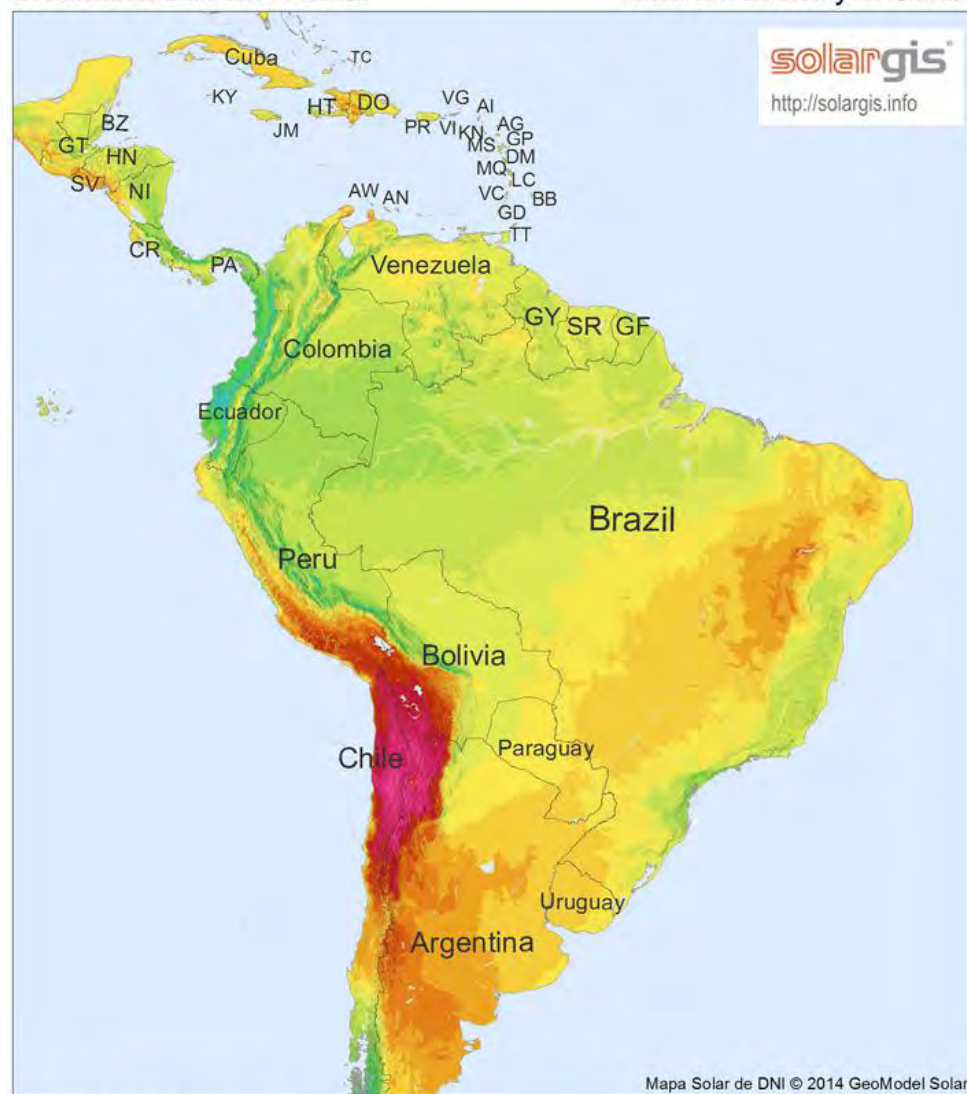 solargis
http://solargis.info
Cuba
TC
KY
HT
DO
JM
PR
VG
VI
AI
KN
AG
MS
GP
DM
MQ
LC
VC
BB
GD
TT
BZ
GT
HN
SV
NI
AW
AN
CR
PA
Venezuela
GY
SR
GF
Colombia
Ecuador
Brazil
Peru
Bolivia
Chile
Paraguay
Uruguay
Argentina
Mapa Solar de DNI © 2014 GeoModel Solar